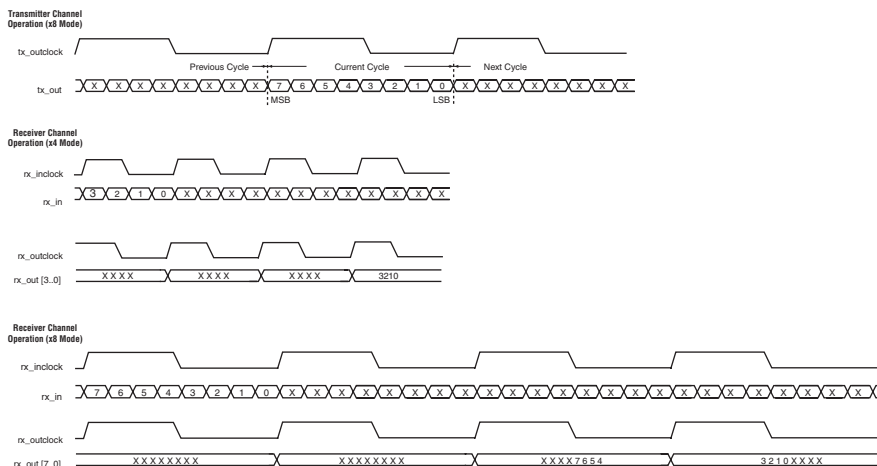 Transmitter Channel
Operation (x8 Mode)
tx_outclock
Previous Cycle Current Cycle Next Cycle
tx_out X X X X X X X X 7 6 5 4 3 2 1 0 X X X X X X X X
MSB LSB
Receiver Channel
Operation (x4 Mode)
rx_inclock
rx_in 3 2 1 0 X X X X X X X X X X X X
rx_outclock
rx_out [3..0] X X X X X X X X X X X X 3210
Receiver Channel
Operation (x8 Mode)
rx_inclock
rx_in 7 6 5 4 3 2 1 0 X X X X X X X X X X X X X X X X X X X X X X X X
rx_outclock
rx_out [7..0] X X X X X X X X X X X X X X X X X X X X 7 6 5 4 3 2 1 0 X X X X